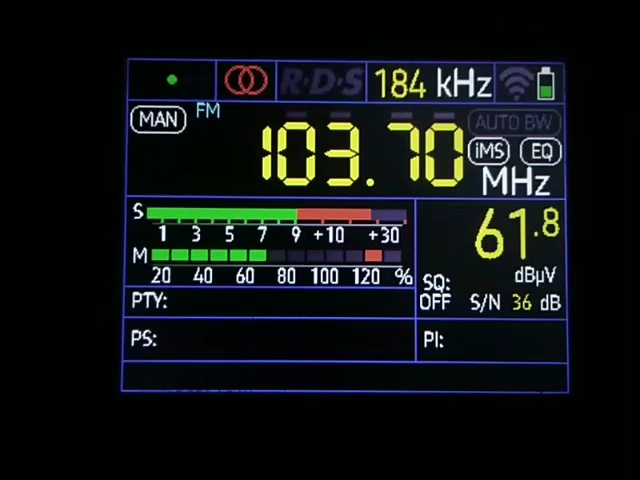 R·D·S 184 kHz
MAN FM 103.70 AUTO BW
iMS EQ
MHz
S
1 3 5 7 9 +10 +30
M
20 40 60 80 100 120 %
61.8
dBµV
SQ:
OFF S/N 36 dB
PTY:
PS: PI: